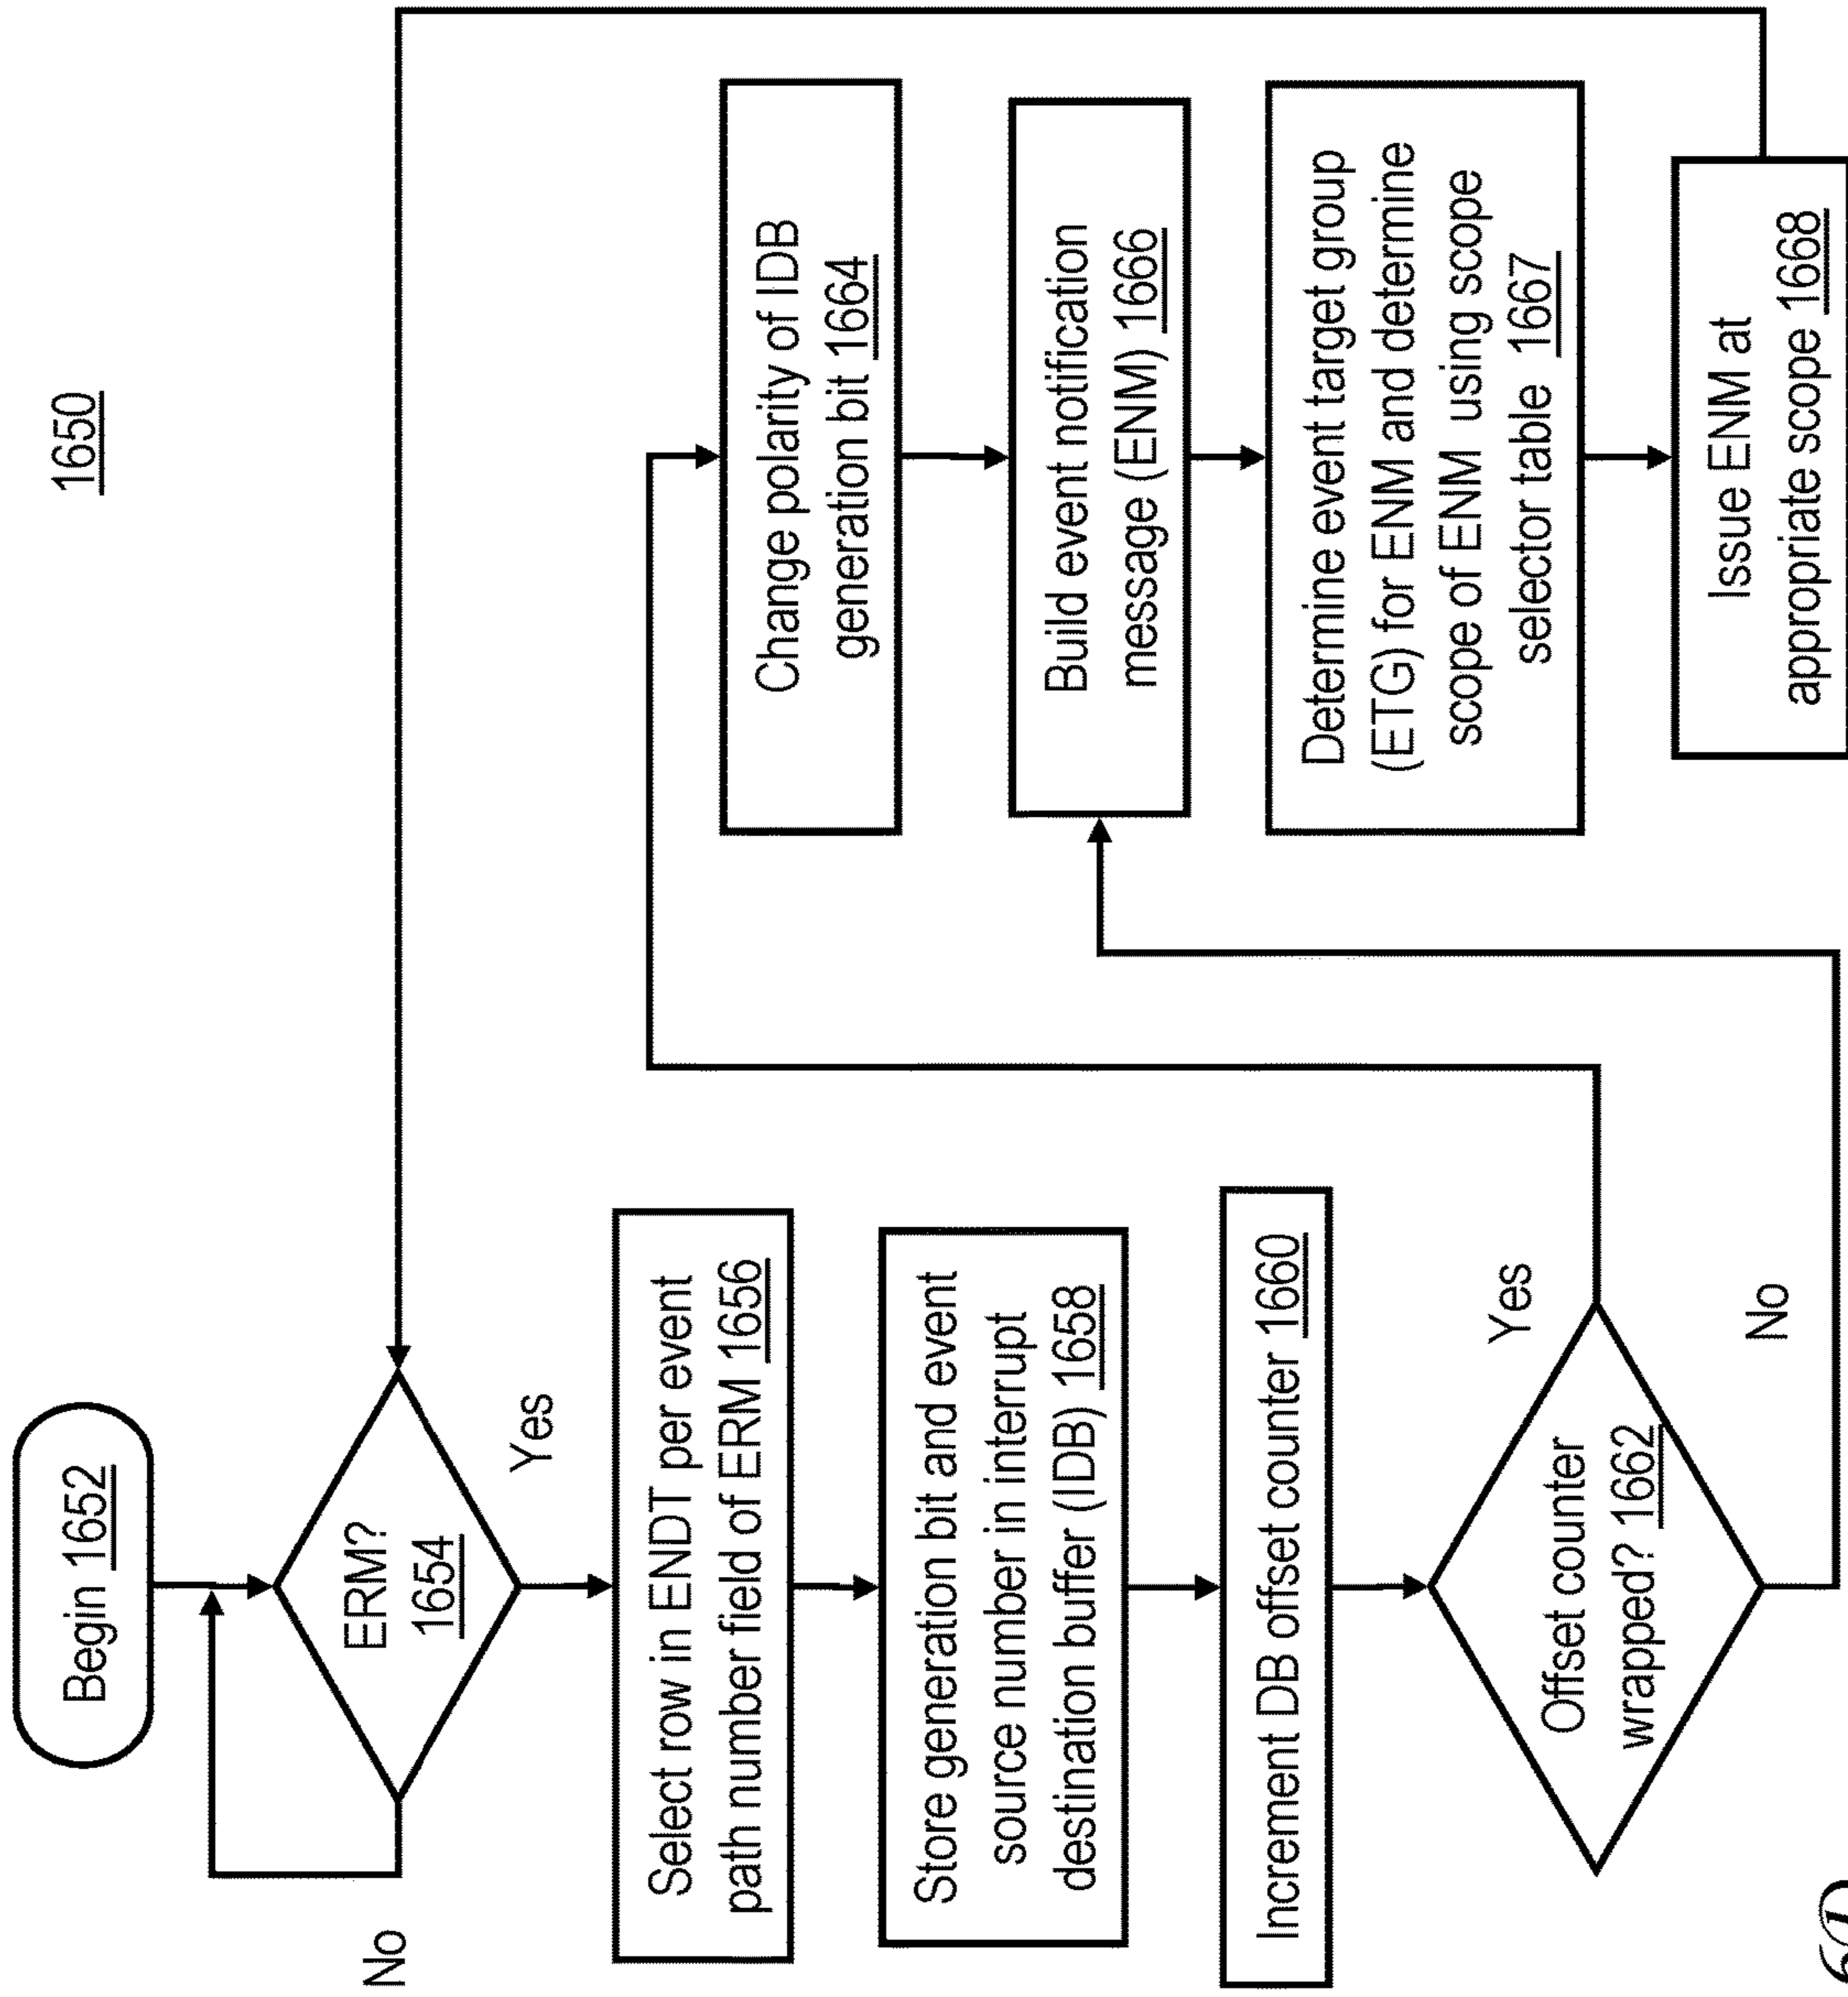 1650
Begin 1652
No
ERM?
1654
Yes
Select row in ENDT per event
path number field of ERM 1656
Store generation bit and event
source number in interrupt
destination buffer (IDB) 1658
Increment DB offset counter 1660
Offset counter
wrapped? 1662
Yes
No
Change polarity of IDB
generation bit 1664
Build event notification
message (ENM) 1666
Determine event target group
(ETG) for ENM and determine
scope of ENM using scope
selector table 1667
Issue ENM at
appropriate scope 1668